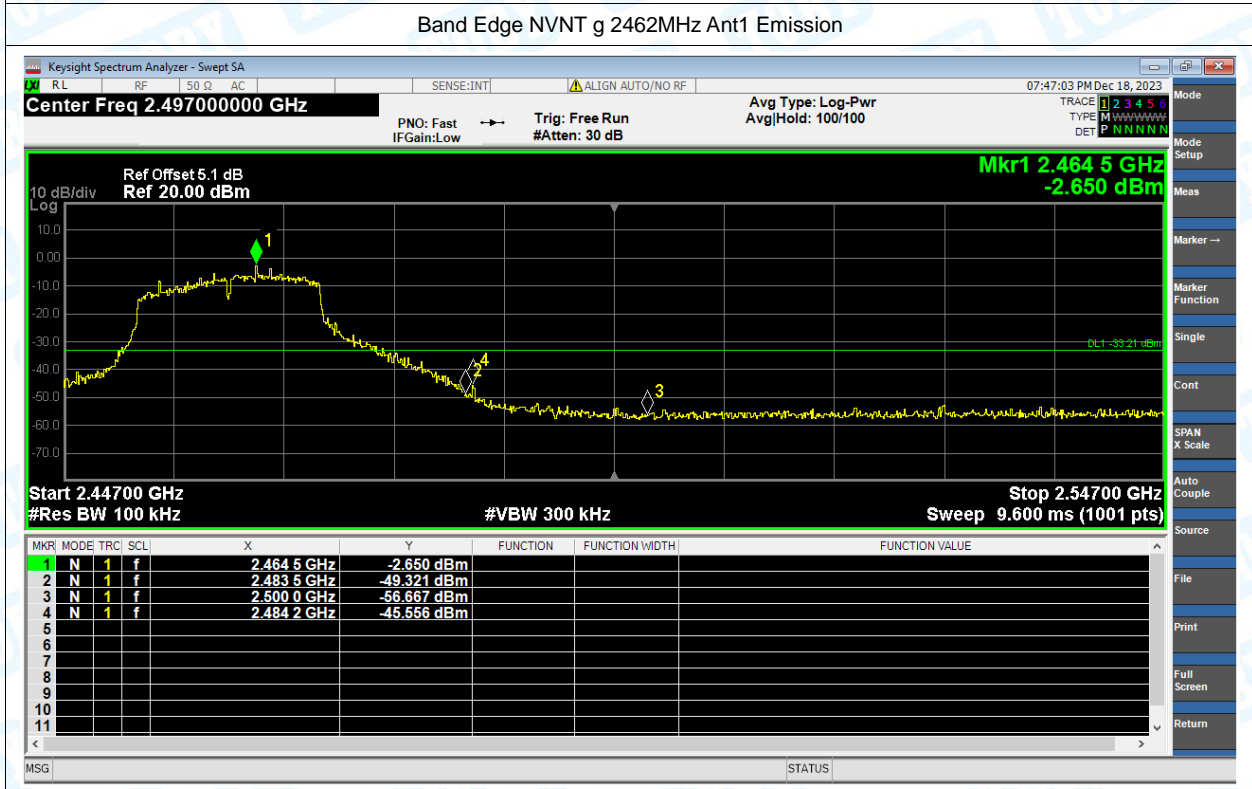 Band Edge NVNT g 2462MHz Ant1 Emission
Keysight Spectrum Analyzer - Swept SA
LXI RL RF 50 Ω AC SENSE:INT ALIGN AUTO/NO RF 07:47:03 PM Dec 18, 2023
Center Freq 2.497000000 GHz
PNO: Fast
IFGain:Low
Trig: Free Run
#Atten: 30 dB
Avg Type: Log-Pwr
Avg|Hold: 100/100
TRACE 1 2 3 4 5 6
TYPE M WWWWW
DET P N N N N N
Mkr1 2.464 5 GHz
-2.650 dBm
Ref Offset 5.1 dB
10 dB/div Ref 20.00 dBm
Log
10.0
0.00
-10.0
-20.0
-30.0
-40.0
-50.0
-60.0
-70.0
1
2
4
3
DL1 -33.21 dBm
Start 2.44700 GHz Stop 2.54700 GHz
#Res BW 100 kHz #VBW 300 kHz Sweep 9.600 ms (1001 pts)
MKR MODE TRC SCL X Y FUNCTION FUNCTION WIDTH FUNCTION VALUE
1 N 1 f 2.464 5 GHz -2.650 dBm
2 N 1 f 2.483 5 GHz -49.321 dBm
3 N 1 f 2.500 0 GHz -56.667 dBm
4 N 1 f 2.484 2 GHz -45.556 dBm
5
6
7
8
9
10
11
MSG STATUS
Mode
Mode Setup
Meas
Marker →
Marker Function
Single
Cont
SPAN X Scale
Auto Couple
Source
File
Print
Full Screen
Return